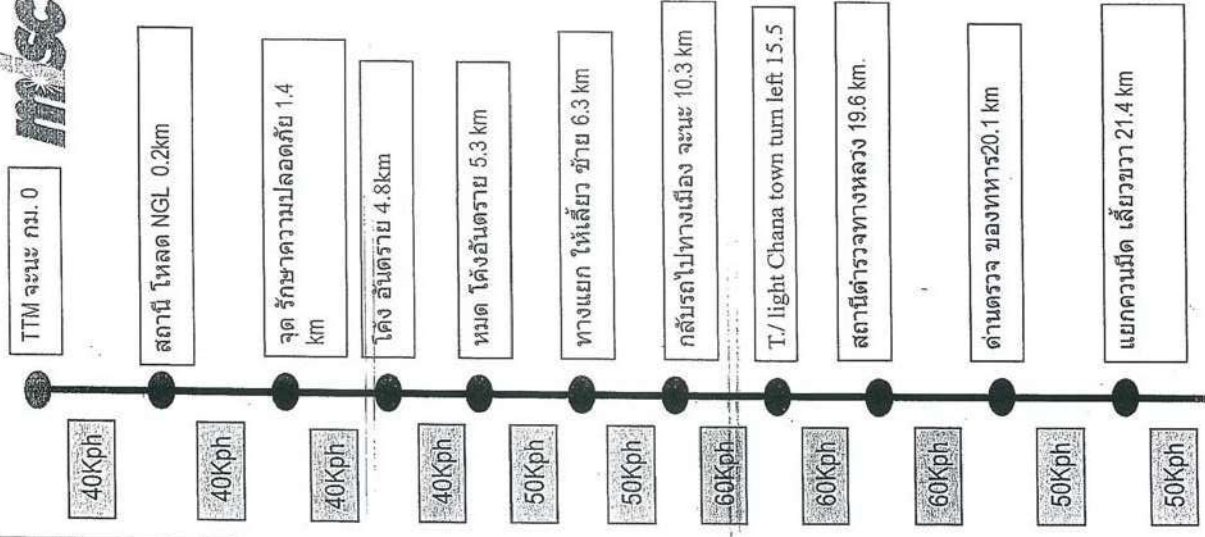 misc
TTM จะนะ กม. 0
40Kph
สถานี โหลด NGL 0.2km
40Kph
จุด รักษาความปลอดภัย 1.4
km
40Kph
โค้ง อันตราย 4.8km
40Kph
หมด โค้งอันตราย 5.3 km
50Kph
ทางแยก ให้เลี้ยว ซ้าย 6.3 km
50Kph
กลับรถไปทางเมือง จะนะ 10.3 km
60Kph
T./ light Chana town turn left 15.5
60Kph
สถานีตำรวจทางหลวง 19.6 km.
60Kph
ด่านตรวจ ของทหาร20.1 km
50Kph
แยกควนมีด เลี้ยวขวา 21.4 km
50Kph